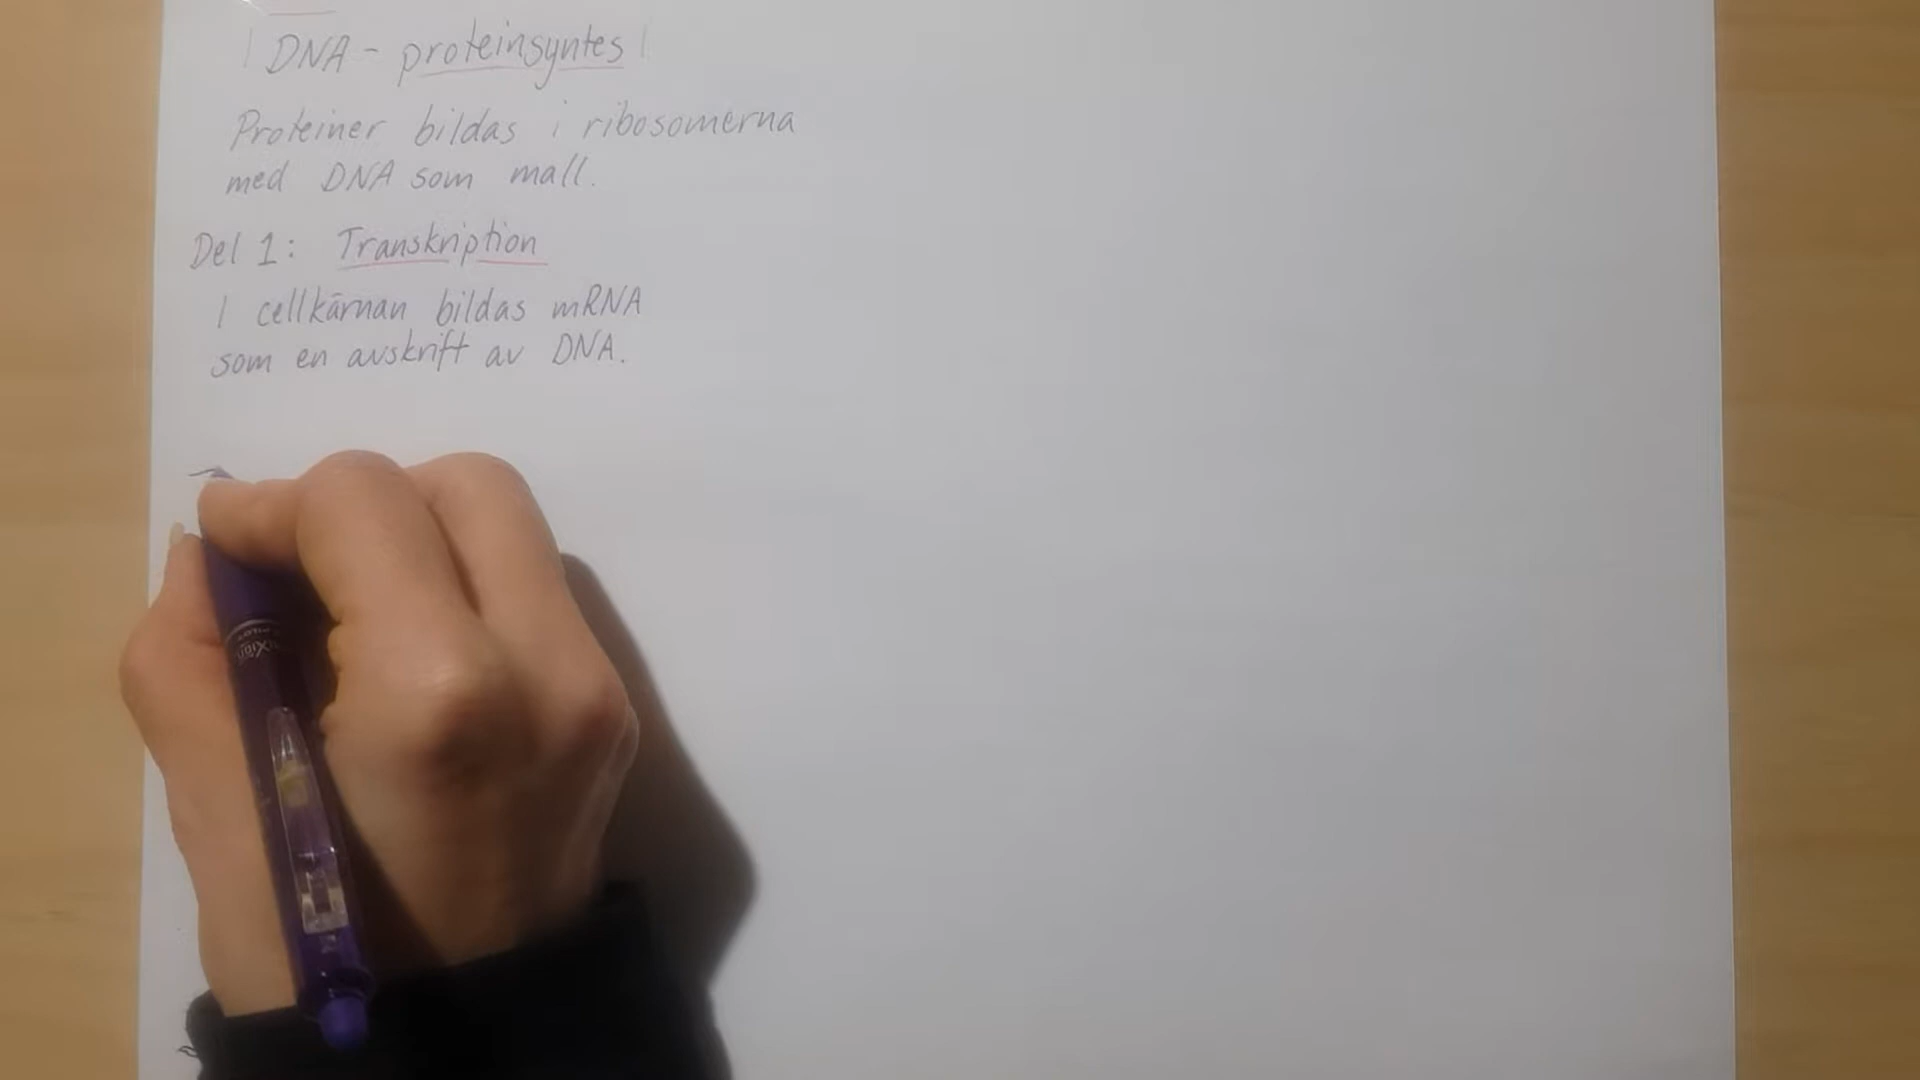 DNA - proteinsyntes
Proteiner bildas i ribosomerna
med DNA som mall.
Del 1: Transkription
I cellkärnan bildas mRNA
som en avskrift av DNA.
PILOT